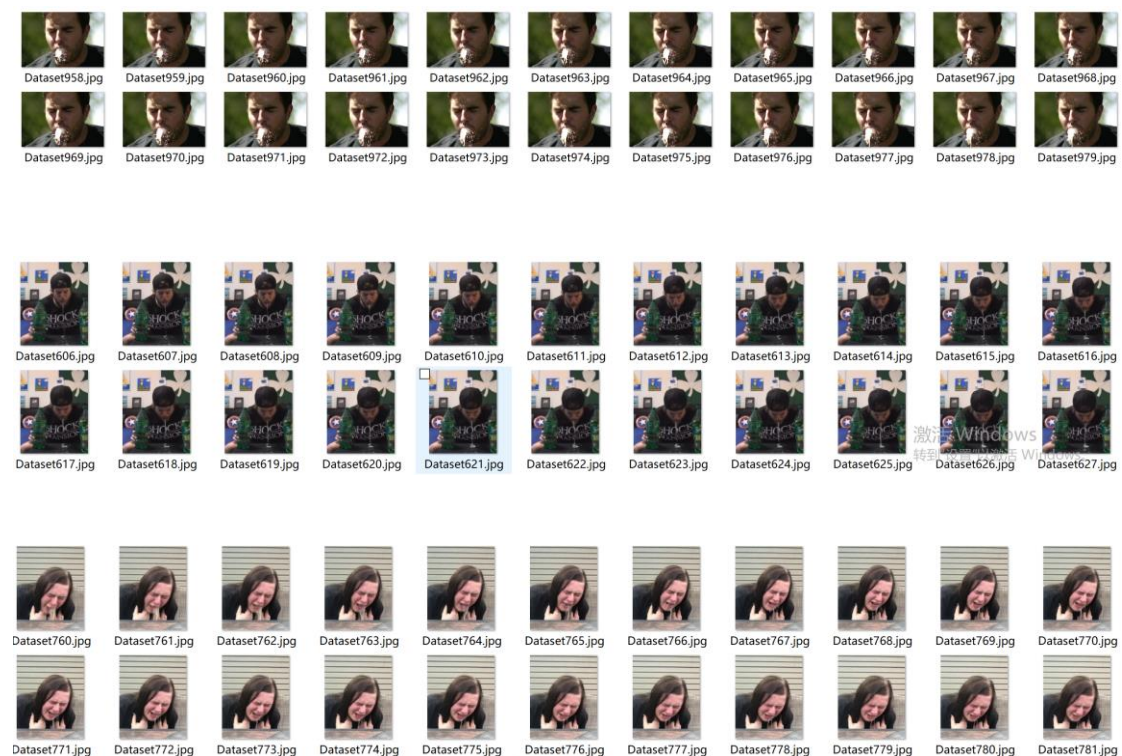 Dataset958.jpg Dataset959.jpg Dataset960.jpg Dataset961.jpg Dataset962.jpg Dataset963.jpg Dataset964.jpg Dataset965.jpg Dataset966.jpg Dataset967.jpg Dataset968.jpg
Dataset969.jpg Dataset970.jpg Dataset971.jpg Dataset972.jpg Dataset973.jpg Dataset974.jpg Dataset975.jpg Dataset976.jpg Dataset977.jpg Dataset978.jpg Dataset979.jpg
Dataset606.jpg Dataset607.jpg Dataset608.jpg Dataset609.jpg Dataset610.jpg Dataset611.jpg Dataset612.jpg Dataset613.jpg Dataset614.jpg Dataset615.jpg Dataset616.jpg
激活 Windows
Dataset617.jpg Dataset618.jpg Dataset619.jpg Dataset620.jpg Dataset621.jpg Dataset622.jpg Dataset623.jpg Dataset624.jpg Dataset625.jpg Dataset626.jpg Dataset627.jpg
Dataset760.jpg Dataset761.jpg Dataset762.jpg Dataset763.jpg Dataset764.jpg Dataset765.jpg Dataset766.jpg Dataset767.jpg Dataset768.jpg Dataset769.jpg Dataset770.jpg
Dataset771.jpg Dataset772.jpg Dataset773.jpg Dataset774.jpg Dataset775.jpg Dataset776.jpg Dataset777.jpg Dataset778.jpg Dataset779.jpg Dataset780.jpg Dataset781.jpg